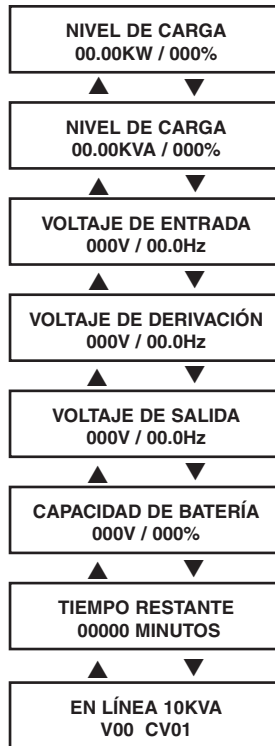 NIVEL DE CARGA
00.00KW / 000%
NIVEL DE CARGA
00.00KVA / 000%
VOLTAJE DE ENTRADA
000V / 00.0Hz
VOLTAJE DE DERIVACIÓN
000V / 00.0Hz
VOLTAJE DE SALIDA
000V / 00.0Hz
CAPACIDAD DE BATERÍA
000V / 000%
TIEMPO RESTANTE
00000 MINUTOS
EN LÍNEA 10KVA
V00 CV01